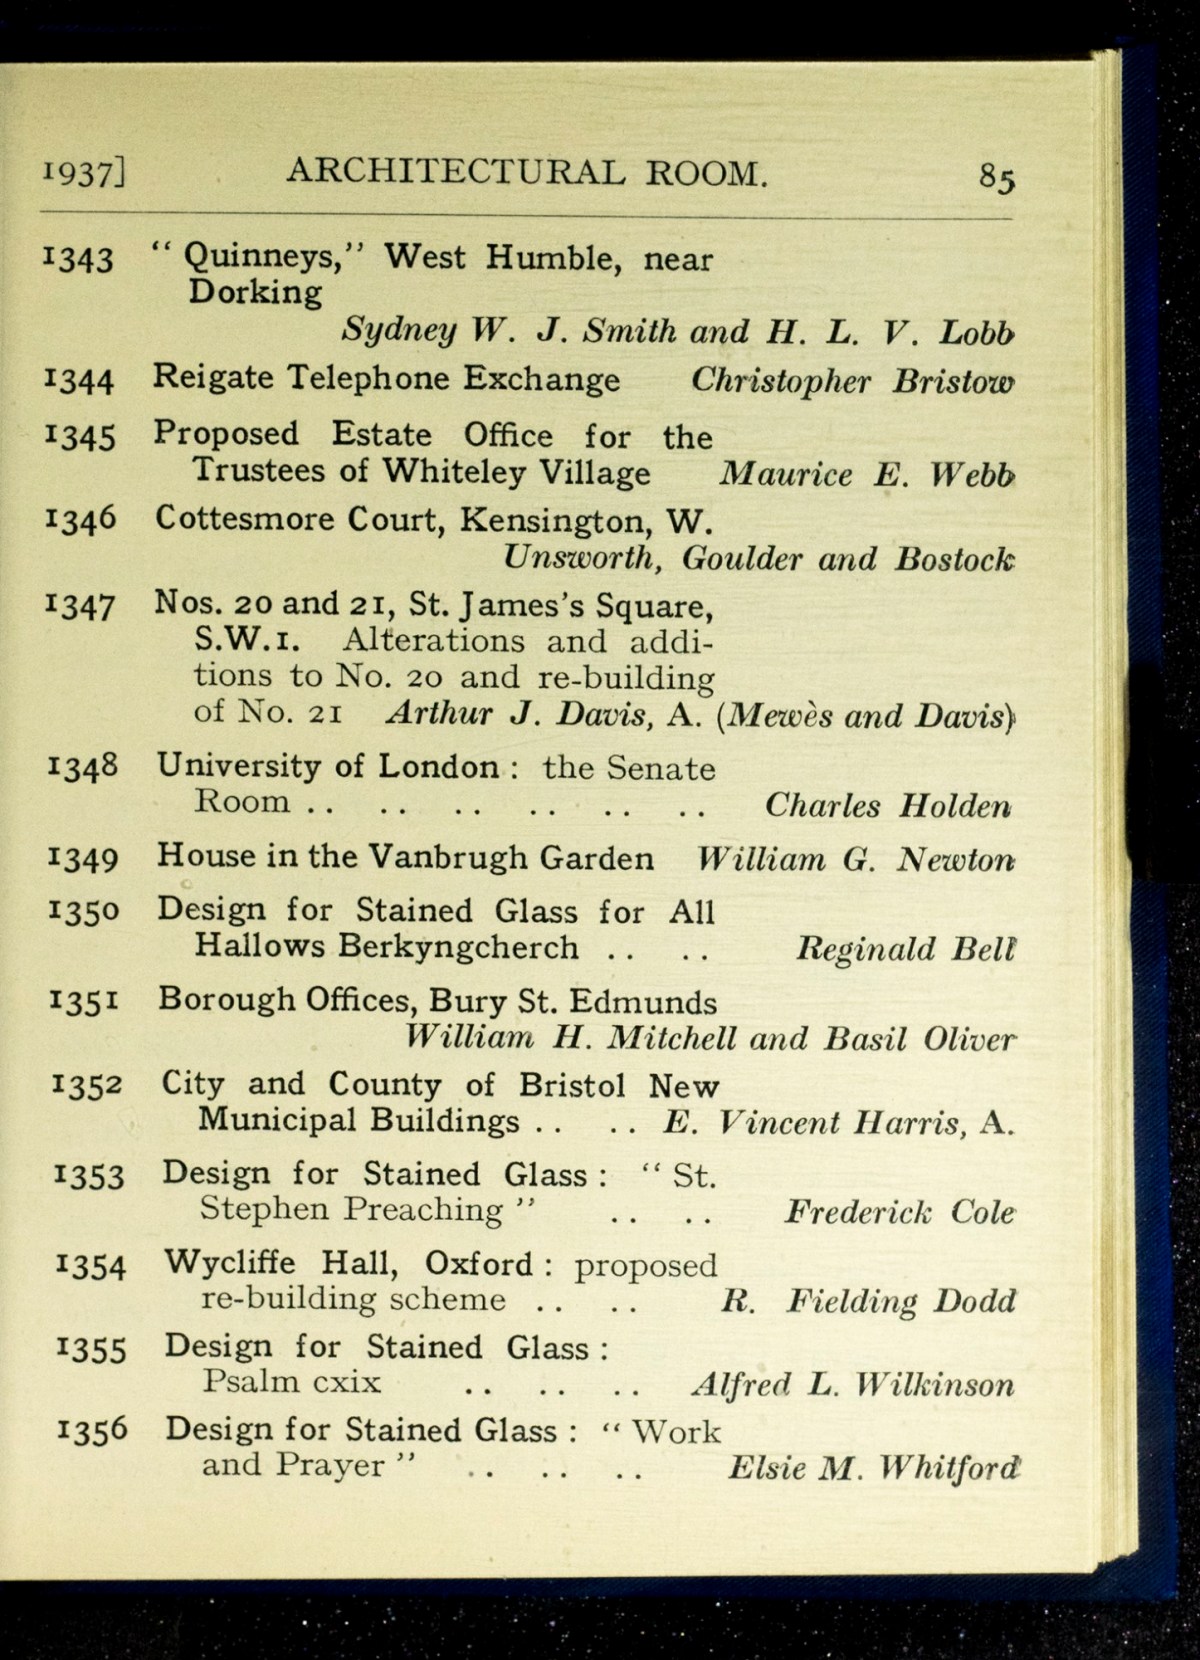 1937] ARCHITECTURAL ROOM. 85
1343 “ Quinneys,” West Humble, near
Dorking
Sydney W. J. Smith and H. L. V. Lobb
1344 Reigate Telephone Exchange Christopher Bristow
1345 Proposed Estate Office for the
Trustees of Whiteley Village Maurice E. Webb
1346 Cottesmore Court, Kensington, W.
Unsworth, Goulder and Bostock
1347 Nos. 20 and 21, St. James’s Square,
S.W.1. Alterations and addi-
tions to No. 20 and re-building
of No. 21 Arthur J. Davis, A. (Mewès and Davis)
1348 University of London : the Senate
Room . . . . . . . . . . . . Charles Holden
1349 House in the Vanbrugh Garden William G. Newton
1350 Design for Stained Glass for All
Hallows Berkyngcherch . . . . Reginald Bell
1351 Borough Offices, Bury St. Edmunds
William H. Mitchell and Basil Oliver
1352 City and County of Bristol New
Municipal Buildings . . . . E. Vincent Harris, A.
1353 Design for Stained Glass : “ St.
Stephen Preaching ” . . . . Frederick Cole
1354 Wycliffe Hall, Oxford : proposed
re-building scheme . . . . R. Fielding Dodd
1355 Design for Stained Glass :
Psalm cxix . . . . . . Alfred L. Wilkinson
1356 Design for Stained Glass : “ Work
and Prayer ” . . . . . . Elsie M. Whitford